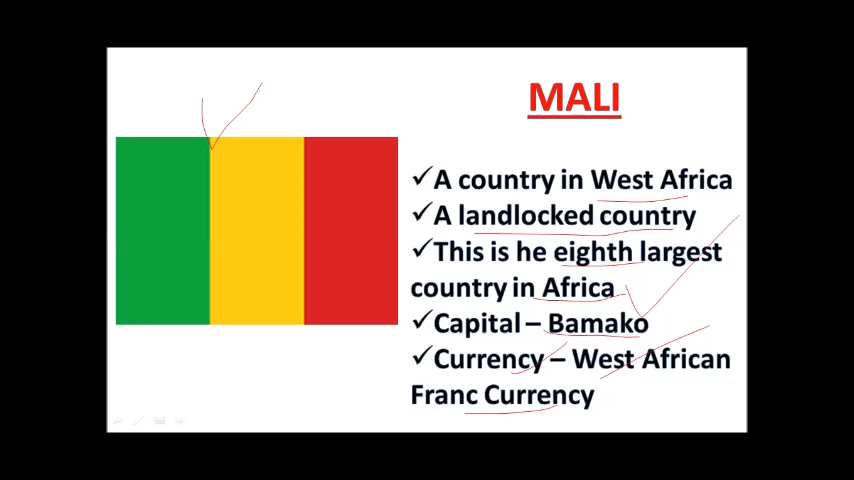 MALI
✓A country in West Africa
✓A landlocked country
✓This is he eighth largest
country in Africa
✓Capital – Bamako
✓Currency – West African
Franc Currency